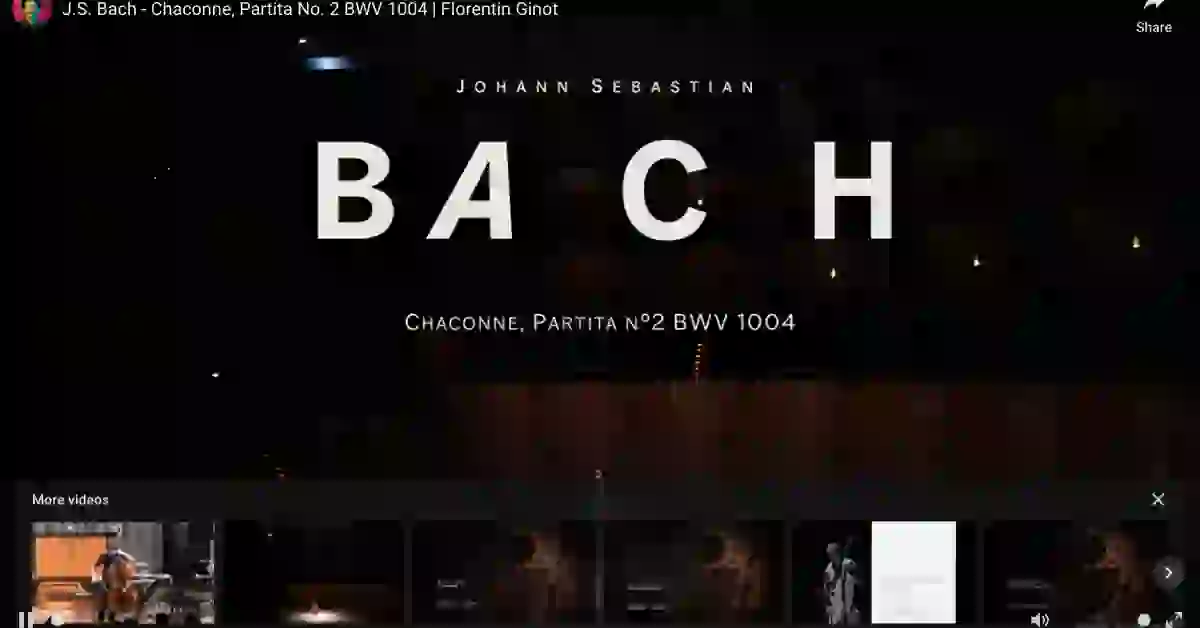 J.S. Bach - Chaconne, Partita No. 2 BWV 1004 | Florentin Ginot
Share
JOHANN SEBASTIAN
BACH
CHACONNE, PARTITA Nº2 BWV 1004
More videos